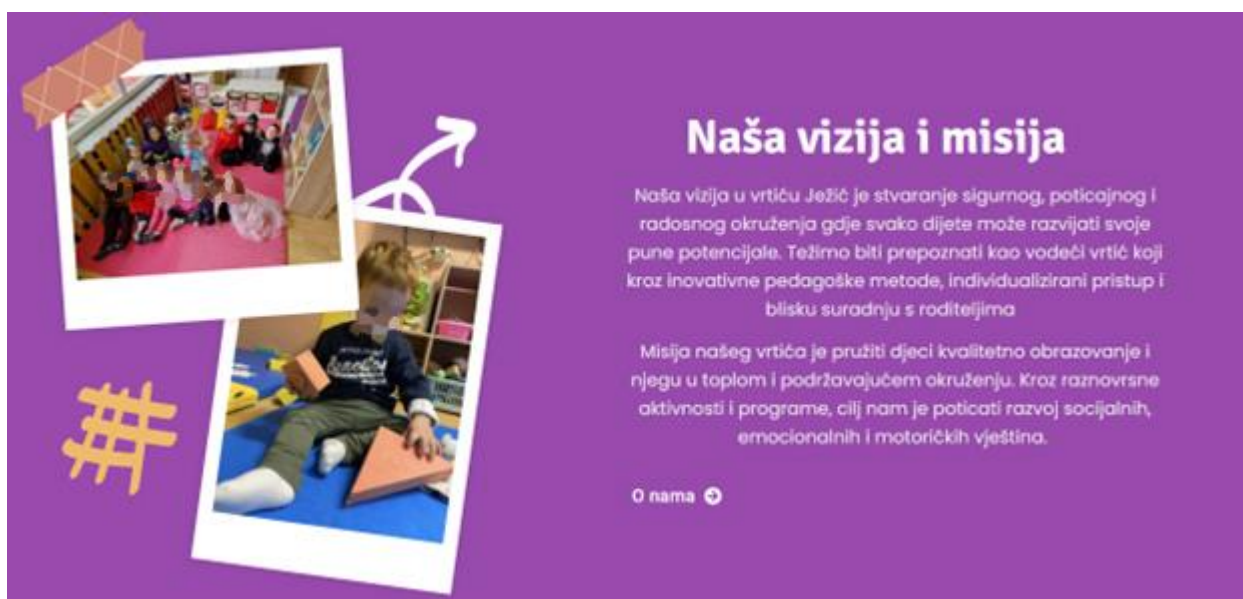 Naša vizija i misija
Naša vizija u vrtiću Ježić je stvaranje sigurnog, poticajnog i
radosnog okruženja gdje svako dijete može razvijati svoje
pune potencijale. Težimo biti prepoznati kao vodeći vrtić koji
kroz inovativne pedagoške metode, individualizirani pristup i
blisku suradnju s roditeljima
Misija našeg vrtića je pružiti djeci kvalitetno obrazovanje i
njegu u toplom i podržavajućem okruženju. Kroz raznovrsne
aktivnosti i programe, cilj nam je poticati razvoj socijalnih,
emocionalnih i motoričkih vještina.
O nama